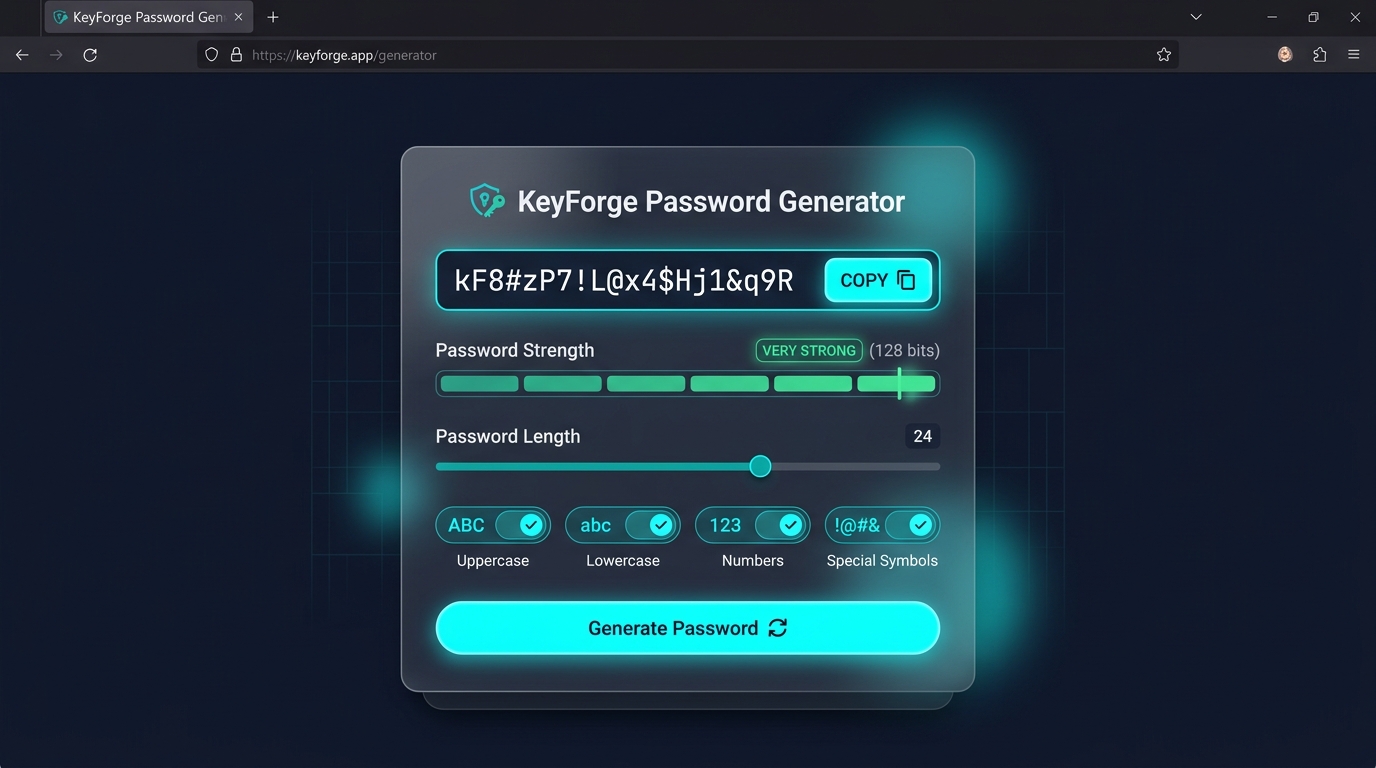 KeyForge Password Gen
https://keyforge.app/generator
KeyForge Password Generator
kF8#zP7!L@x4$Hj1&q9R COPY
Password Strength VERY STRONG (128 bits)
Password Length 24
ABC abc 123 !@#&
Uppercase Lowercase Numbers Special Symbols
Generate Password